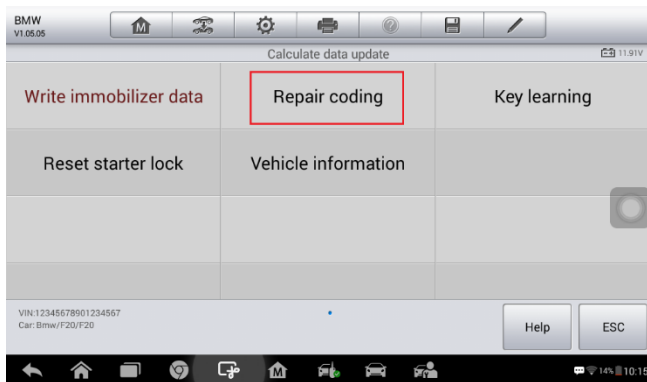 BMW
V1.05.05
Calculate data update
11.91V
Write immobilizer data
Repair coding
Key learning
Reset starter lock
Vehicle information
VIN:12345678901234567
Car: Bmw/F20/F20
Help
ESC
14%
10:15